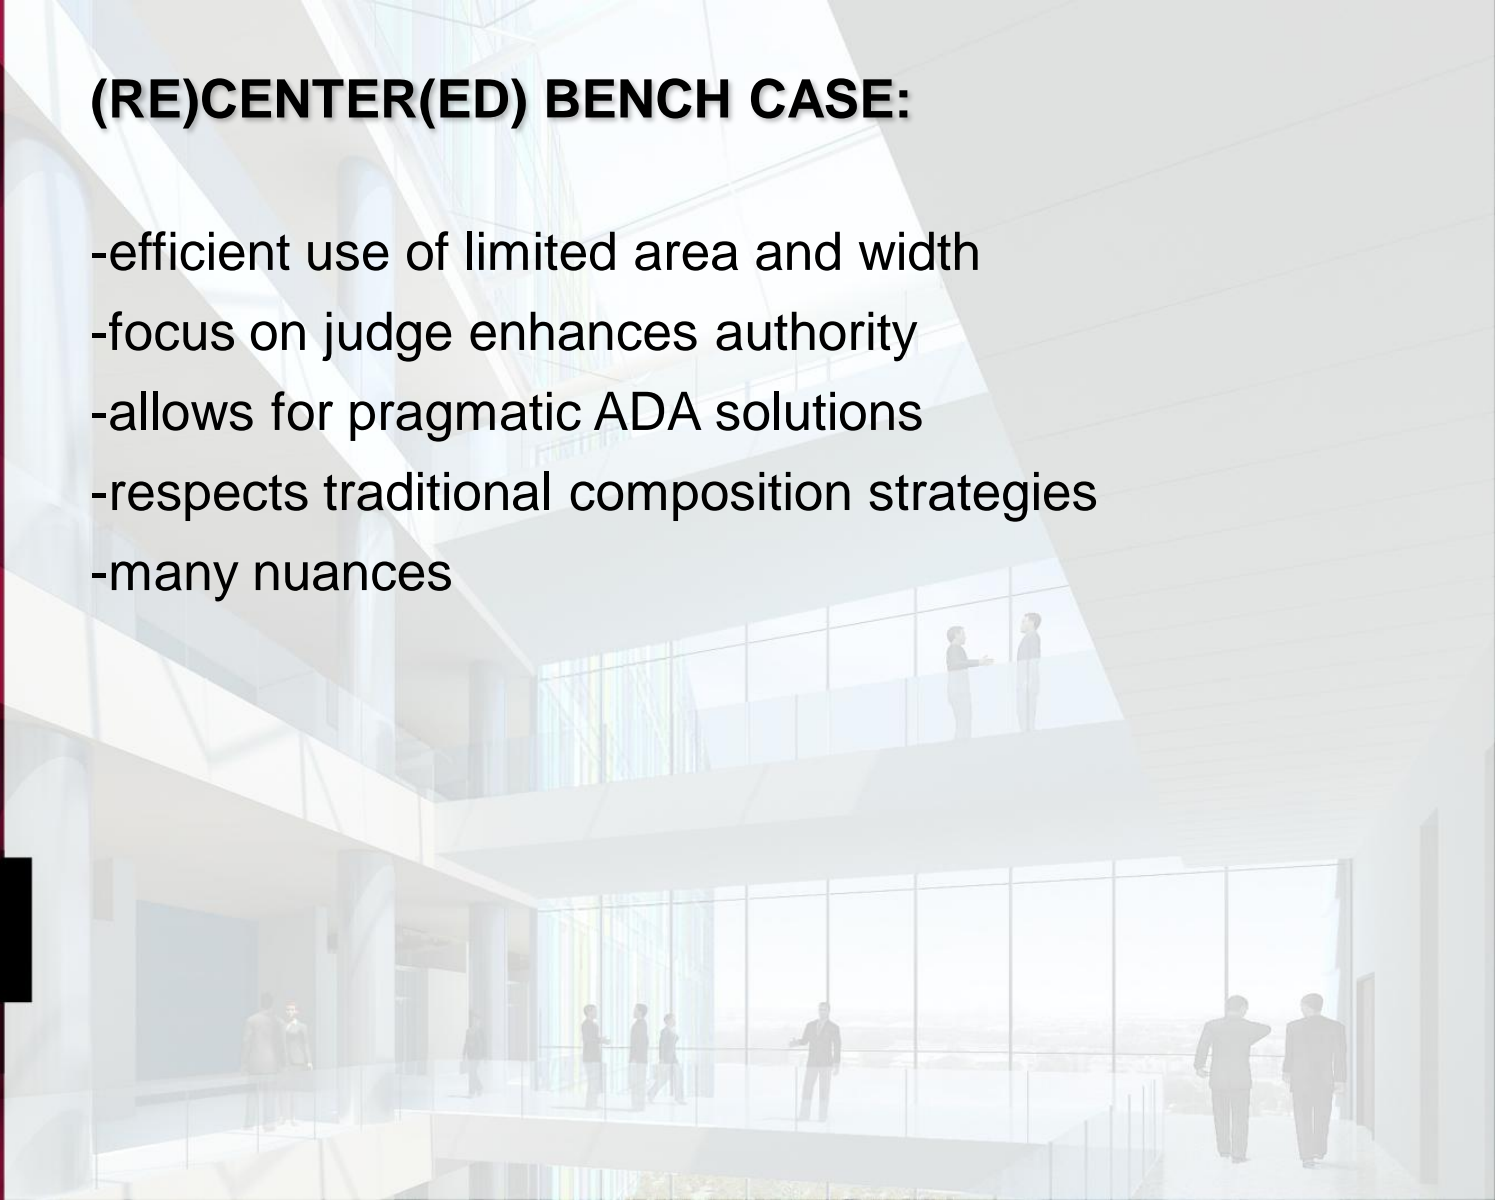 (RE)CENTER(ED) BENCH CASE:
-efficient use of limited area and width
-focus on judge enhances authority
-allows for pragmatic ADA solutions
-respects traditional composition strategies
-many nuances